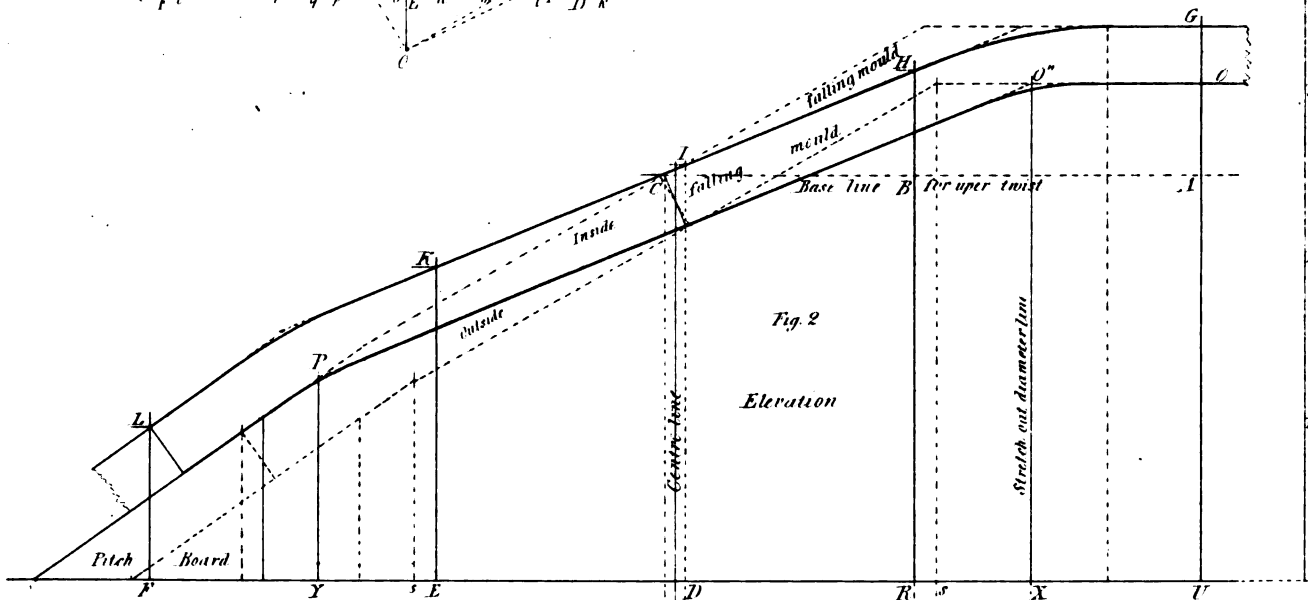 C
G
H
O"
O
falling mould
mould
I
C
falling
Base line B for uper twist
A
Inside
K
Outside
Fig. 2
P
Elevation
L
Centre line
Stretch out diameter line
Pitch Board
F Y s E D R s X U